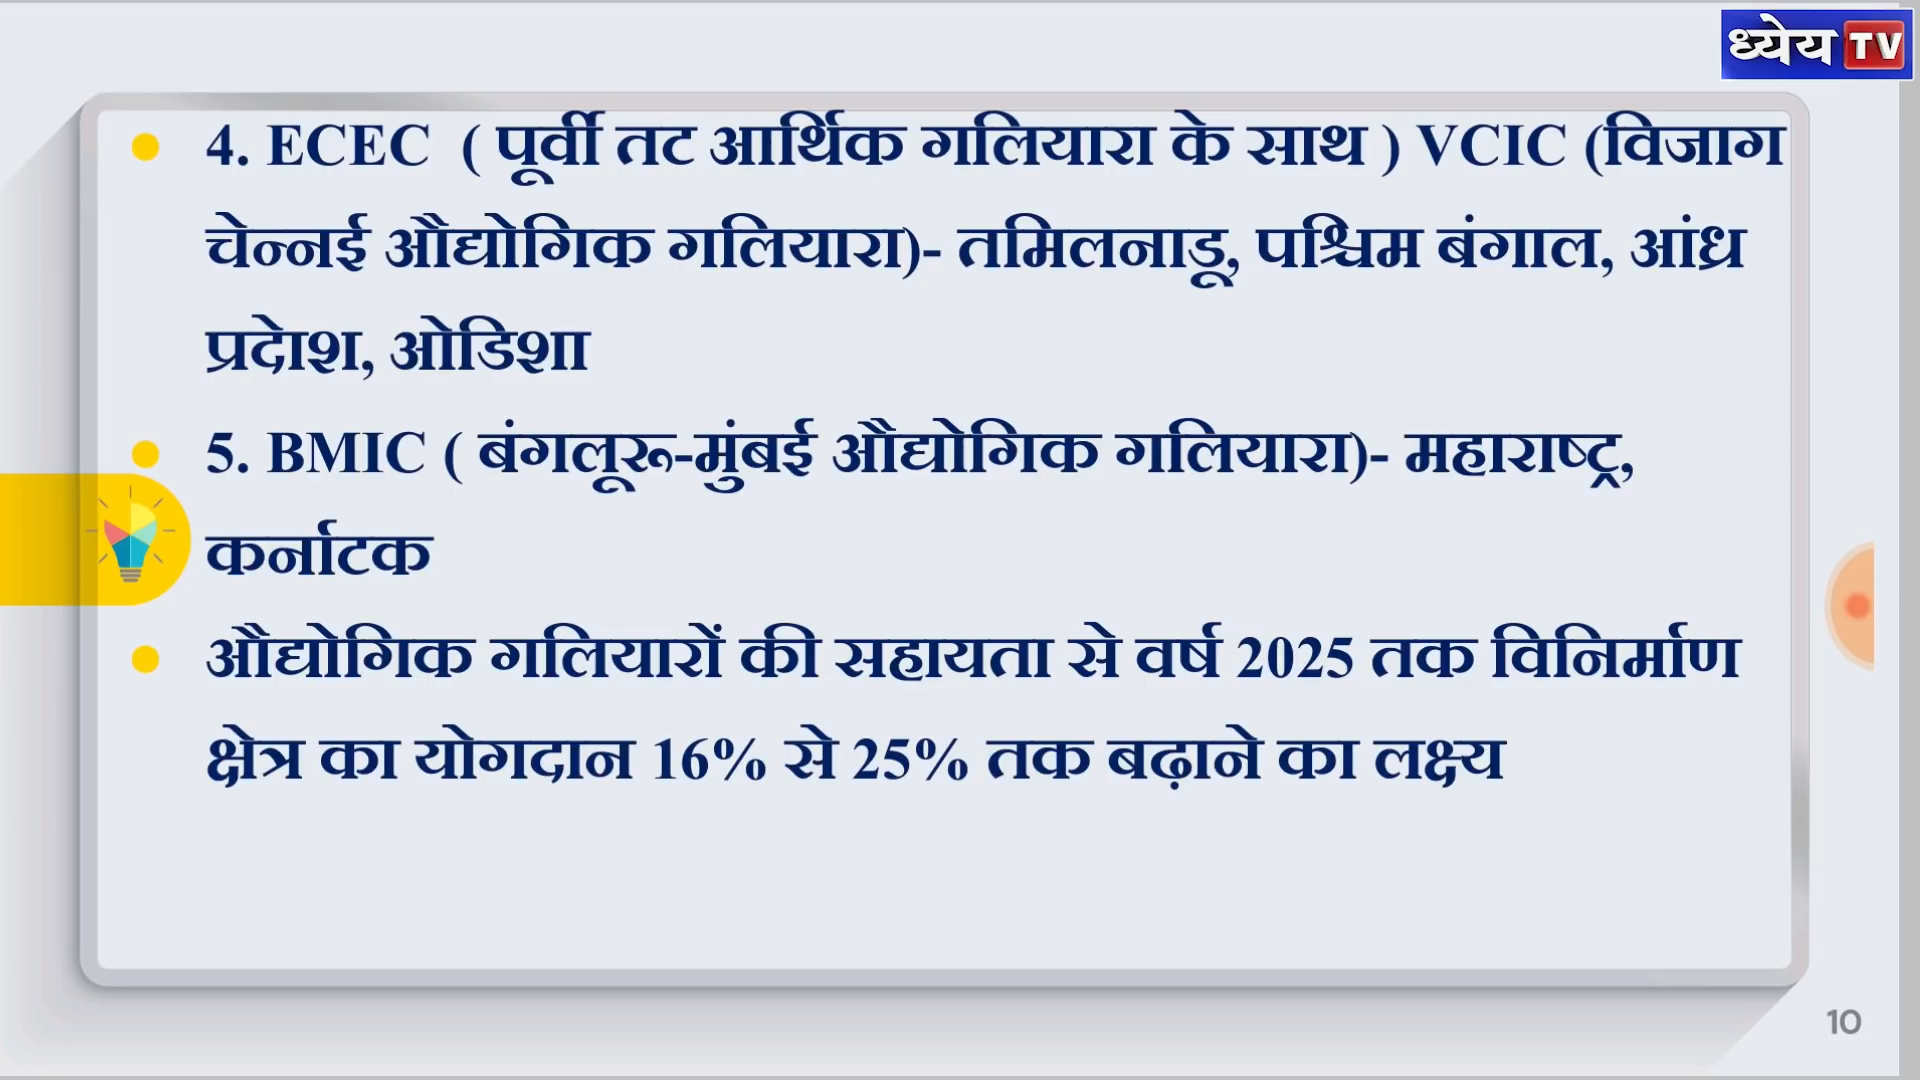 ध्येय TV
4. ECEC ( पूर्वी तट आर्थिक गलियारा के साथ ) VCIC (विजाग
चेन्नई औद्योगिक गलियारा)- तमिलनाडू, पश्चिम बंगाल, आंध्र
प्रदेाश, ओडिशा
5. BMIC ( बंगलूरू-मुंबई औद्योगिक गलियारा)- महाराष्ट्र,
कर्नाटक
औद्योगिक गलियारों की सहायता से वर्ष 2025 तक विनिर्माण
क्षेत्र का योगदान 16% से 25% तक बढ़ाने का लक्ष्य
10